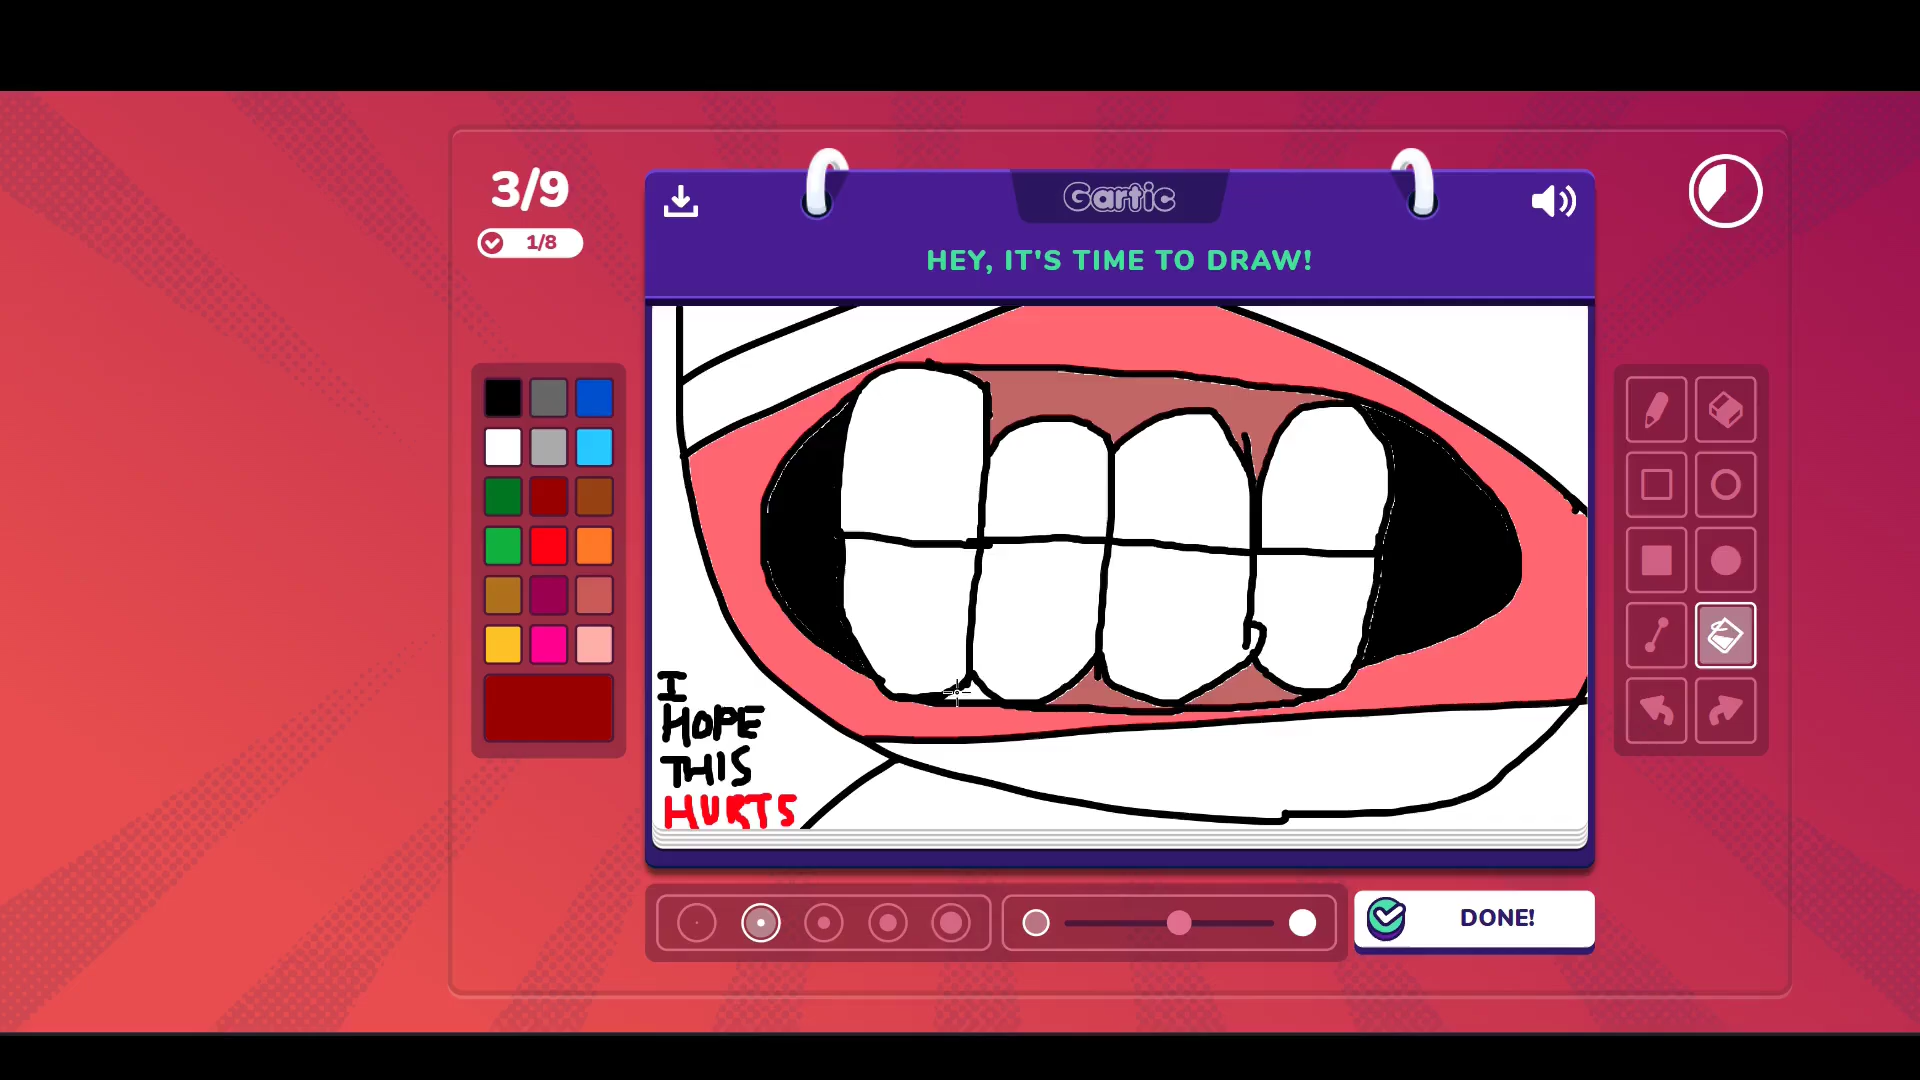 3/9
1/8
Gartic
HEY, IT'S TIME TO DRAW!
I
HOPE
THIS
HURTS
DONE!